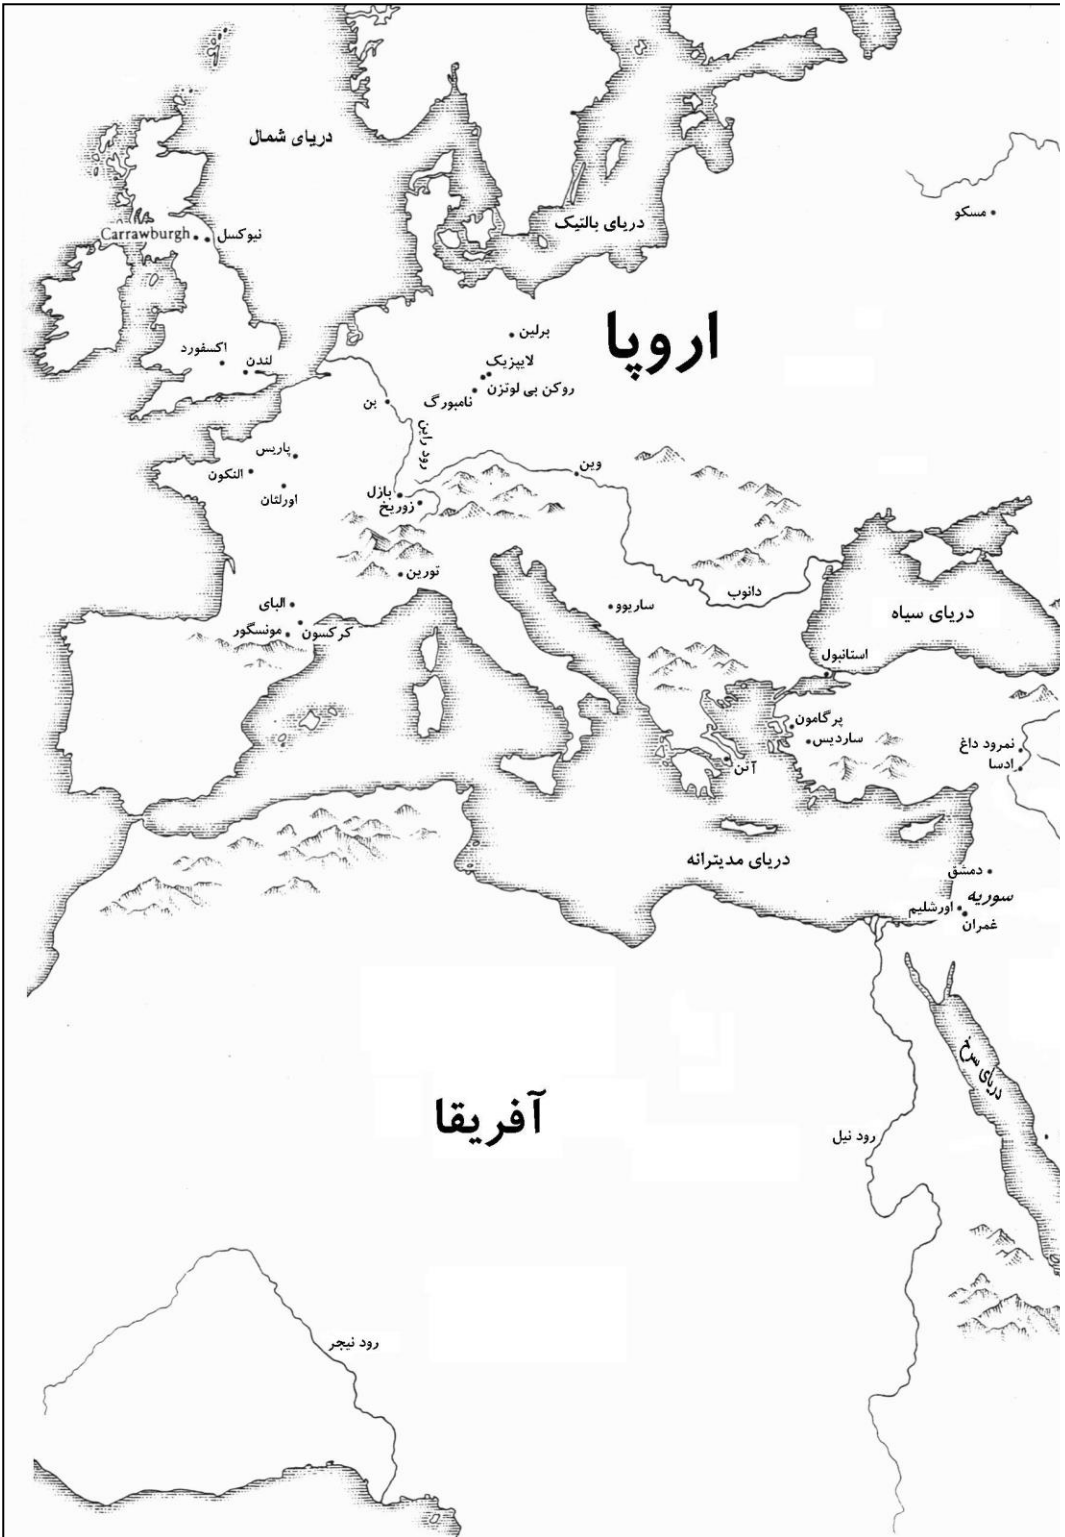 دریای شمال
مسکو
دریای بالتیک
Carrawburgh
نیوکسل
اروپا
برلین
اکسفورد
لندن
لایپزیک
روکن بی لوتزن
نامبورگ
بن
رود راین
پاریس
النکون
اورلئان
وین
بازل
زوریخ
تورین
دانوب
ساریوو
دریای سیاه
البای
کرکسون
مونسگور
استانبول
پرگامون
ساردیس
نمرود داغ
ادسا
آتن
دریای مدیترانه
دمشق
سوریه
اورشلیم
غمران
دریای سرخ
آفریقا
رود نیل
رود نیجر